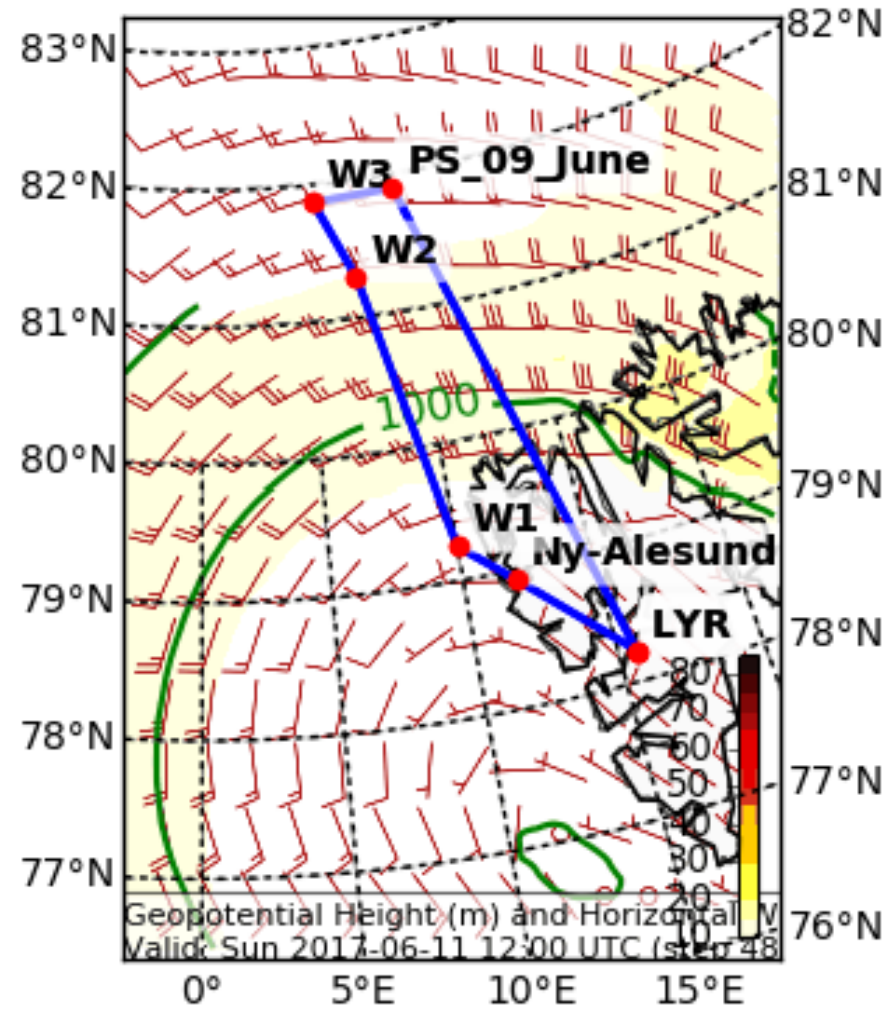 82°N
83°N
PS_09_June
W3
82°N
81°N
W2
81°N
80°N
1000
80°N
79°N
W1
Ny-Alesund
79°N
LYR
78°N
80
70
78°N
60
50
77°N
40
30
77°N
20
Geopotential Height (m) and Horizontal W
10
76°N
Valid: Sun 2017-06-11 12:00 UTC (step 48
0°
5°E
10°E
15°E